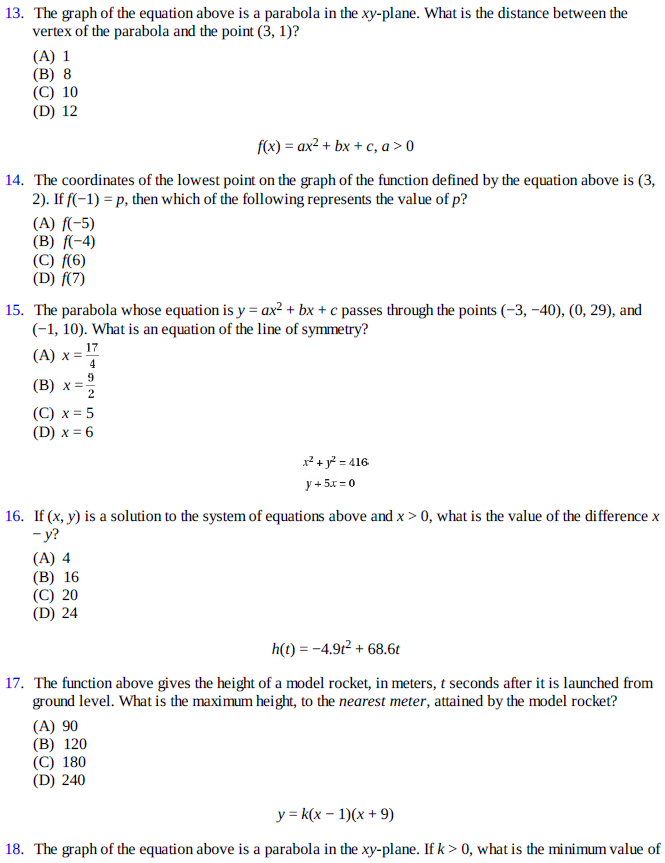 13. The graph of the equation above is a parabola in the xy-plane. What is the distance between the
vertex of the parabola and the point (3, 1)?
(A) 1
(B) 8
(C) 10
(D) 12
f(x) = ax² + bx + c, a > 0
14. The coordinates of the lowest point on the graph of the function defined by the equation above is (3,
2). If f(−1) = p, then which of the following represents the value of p?
(A) f(−5)
(B) f(−4)
(C) f(6)
(D) f(7)
15. The parabola whose equation is y = ax² + bx + c passes through the points (−3, −40), (0, 29), and
(−1, 10). What is an equation of the line of symmetry?
(A) x = 17/4
(B) x = 9/2
(C) x = 5
(D) x = 6
x² + y² = 416
y + 5x = 0
16. If (x, y) is a solution to the system of equations above and x > 0, what is the value of the difference x
− y?
(A) 4
(B) 16
(C) 20
(D) 24
h(t) = −4.9t² + 68.6t
17. The function above gives the height of a model rocket, in meters, t seconds after it is launched from
ground level. What is the maximum height, to the nearest meter, attained by the model rocket?
(A) 90
(B) 120
(C) 180
(D) 240
y = k(x − 1)(x + 9)
18. The graph of the equation above is a parabola in the xy-plane. If k > 0, what is the minimum value of